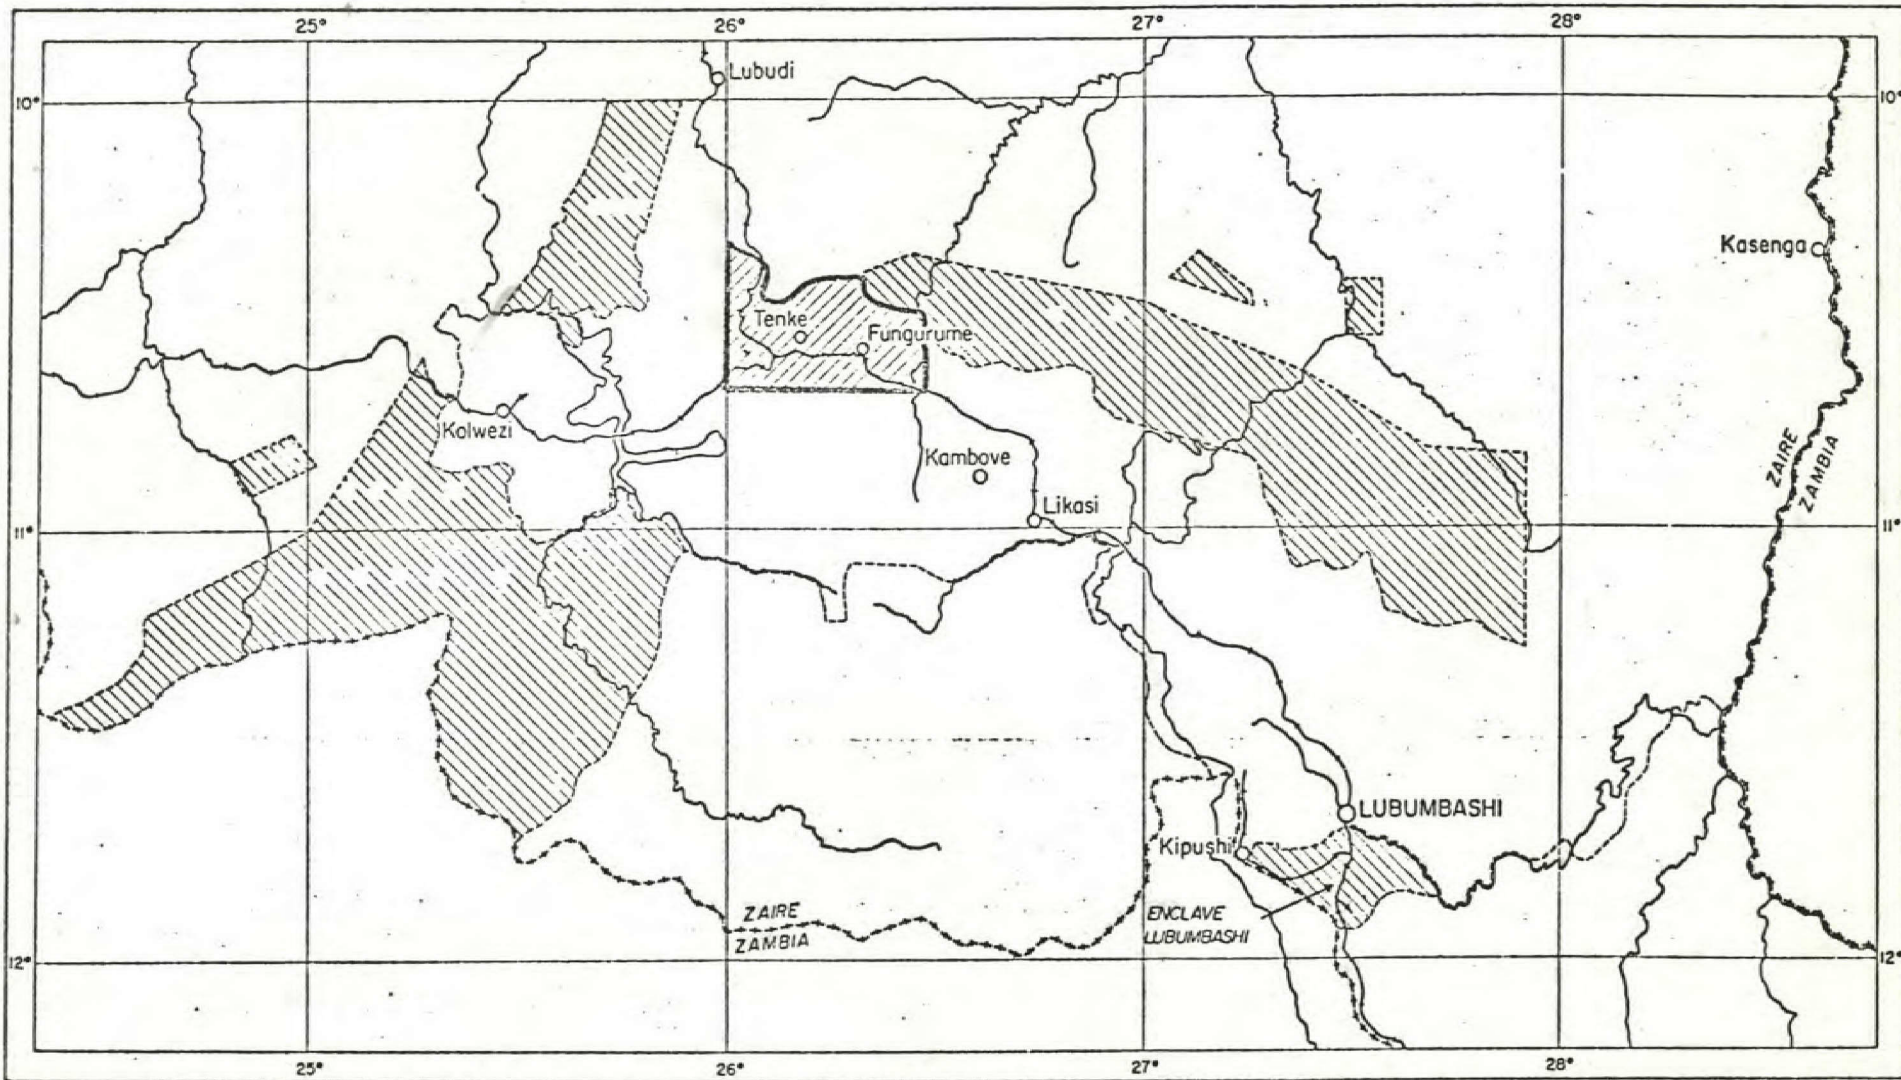 25° 26° 27° 28°
Lubudi
10° 10°
Kasenga
Tenke
Fungurume
Kolwezi
Kambove
Likasi
ZAIRE
ZAMBIA
11° 11°
LUBUMBASHI
Kipushi
ENCLAVE
LUBUMBASHI
ZAIRE
ZAMBIA
12° 12°
25° 26° 27° 28°